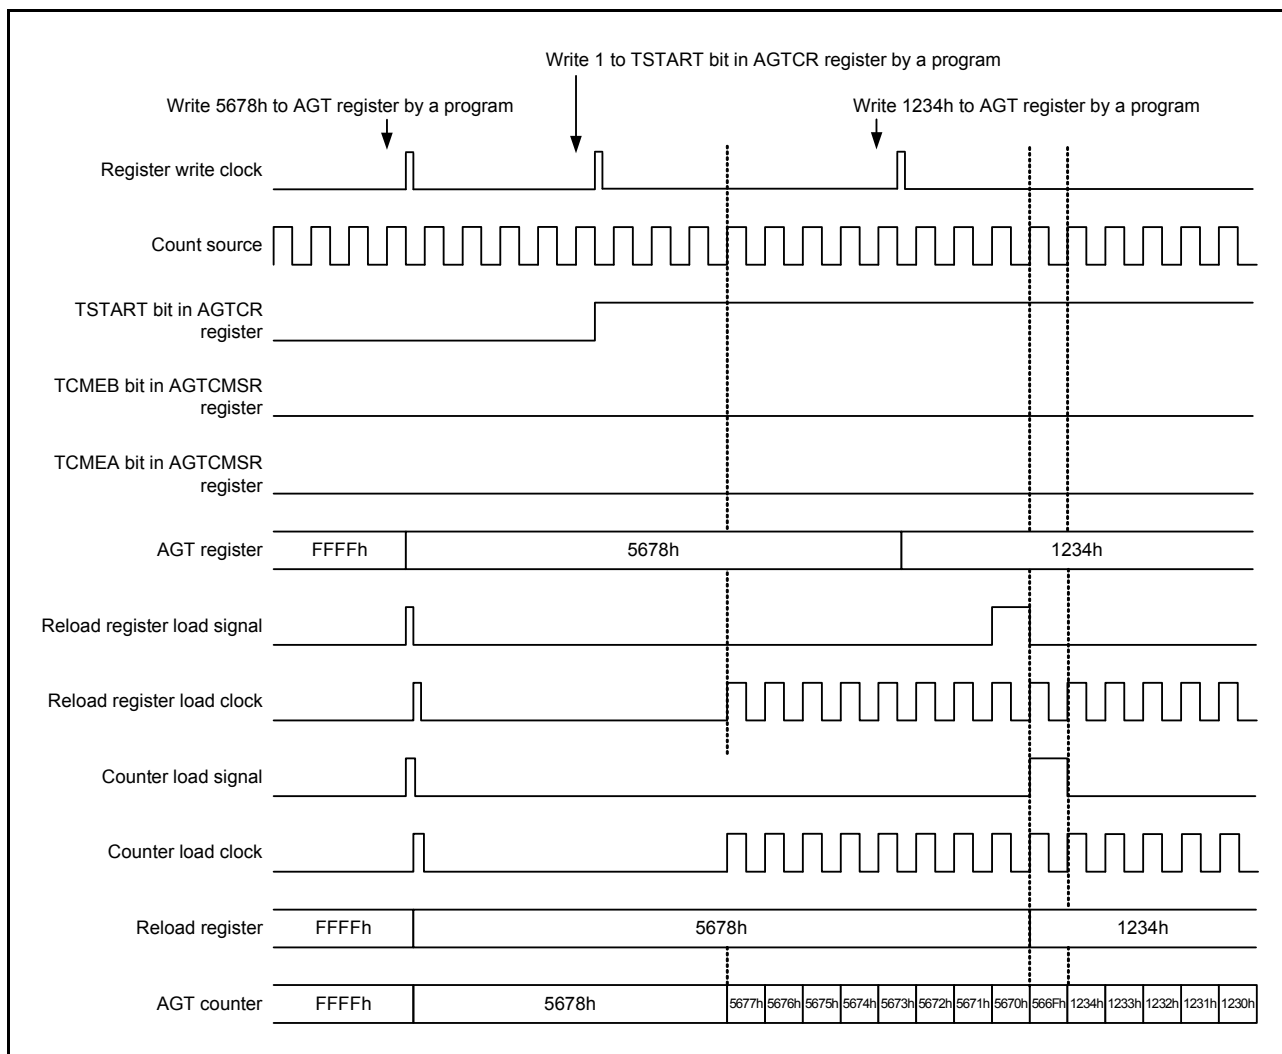 Write 1 to TSTART bit in AGTCR register by a program
Write 5678h to AGT register by a program
Write 1234h to AGT register by a program
Register write clock
Count source
TSTART bit in AGTCR
register
TCMEB bit in AGTCMSR
register
TCMEA bit in AGTCMSR
register
AGT register FFFFh 5678h 1234h
Reload register load signal
Reload register load clock
Counter load signal
Counter load clock
Reload register FFFFh 5678h 1234h
AGT counter FFFFh 5678h 5677h 5676h 5675h 5674h 5673h 5672h 5671h 5670h 566Fh 1234h 1233h 1232h 1231h 1230h